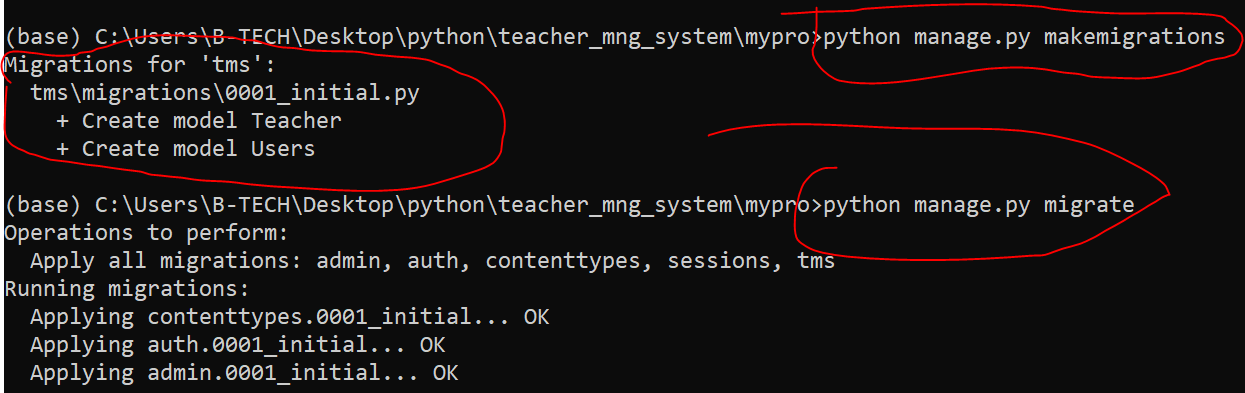 (base) C:\Users\B-TECH\Desktop\python\teacher_mng_system\mypro>python manage.py makemigrations
Migrations for 'tms':
  tms\migrations\0001_initial.py
    + Create model Teacher
    + Create model Users
(base) C:\Users\B-TECH\Desktop\python\teacher_mng_system\mypro>python manage.py migrate
Operations to perform:
  Apply all migrations: admin, auth, contenttypes, sessions, tms
Running migrations:
  Applying contenttypes.0001_initial... OK
  Applying auth.0001_initial... OK
  Applying admin.0001_initial... OK